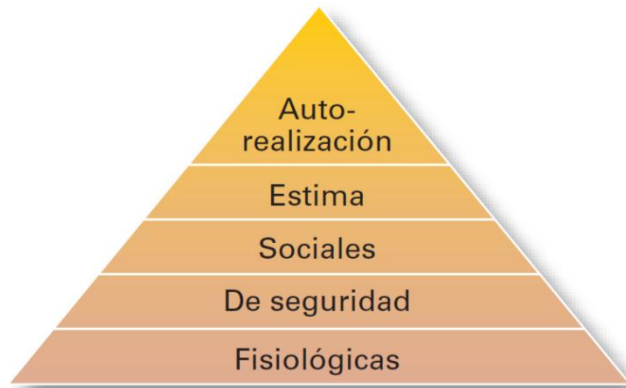 Auto-
realización
Estima
Sociales
De seguridad
Fisiológicas